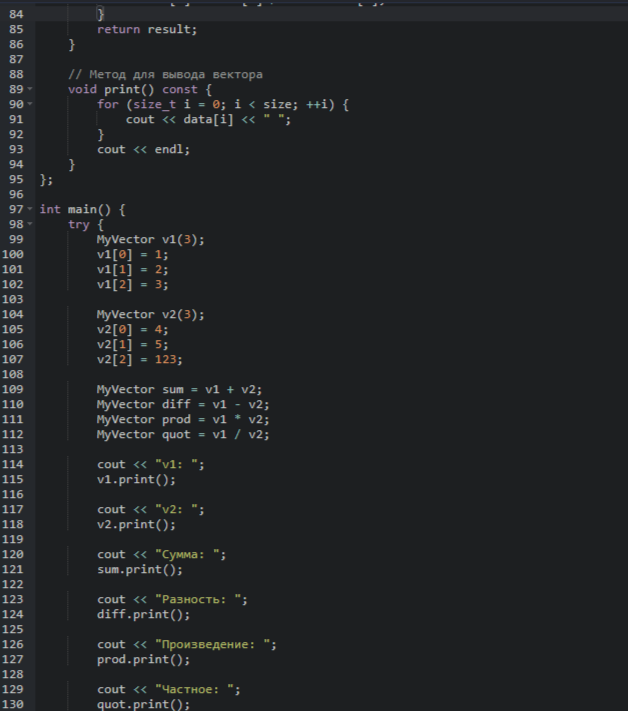 84 }
85 return result;
86 }
87
88 // Метод для вывода вектора
89 void print() const {
90 for (size_t i = 0; i < size; ++i) {
91 cout << data[i] << " ";
92 }
93 cout << endl;
94 }
95 };
96
97 int main() {
98 try {
99 MyVector v1(3);
100 v1[0] = 1;
101 v1[1] = 2;
102 v1[2] = 3;
103
104 MyVector v2(3);
105 v2[0] = 4;
106 v2[1] = 5;
107 v2[2] = 123;
108
109 MyVector sum = v1 + v2;
110 MyVector diff = v1 - v2;
111 MyVector prod = v1 * v2;
112 MyVector quot = v1 / v2;
113
114 cout << "v1: ";
115 v1.print();
116
117 cout << "v2: ";
118 v2.print();
119
120 cout << "Сумма: ";
121 sum.print();
122
123 cout << "Разность: ";
124 diff.print();
125
126 cout << "Произведение: ";
127 prod.print();
128
129 cout << "Частное: ";
130 quot.print();